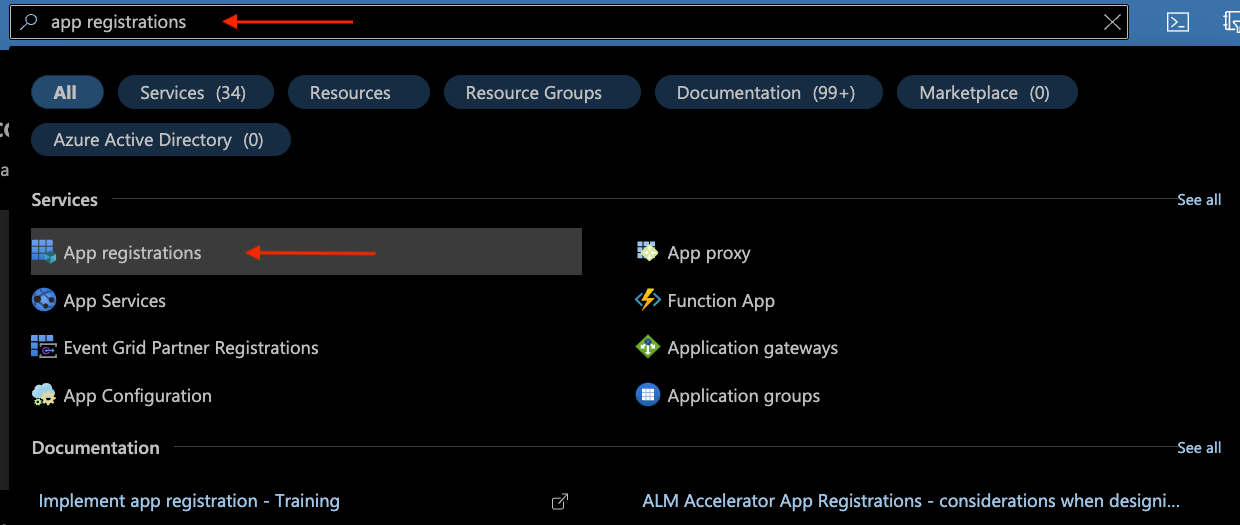 app registrations
All Services (34) Resources Resource Groups Documentation (99+) Marketplace (0)
Azure Active Directory (0)
Services See all
App registrations App proxy
App Services Function App
Event Grid Partner Registrations Application gateways
App Configuration Application groups
Documentation See all
Implement app registration - Training ALM Accelerator App Registrations - considerations when designi...